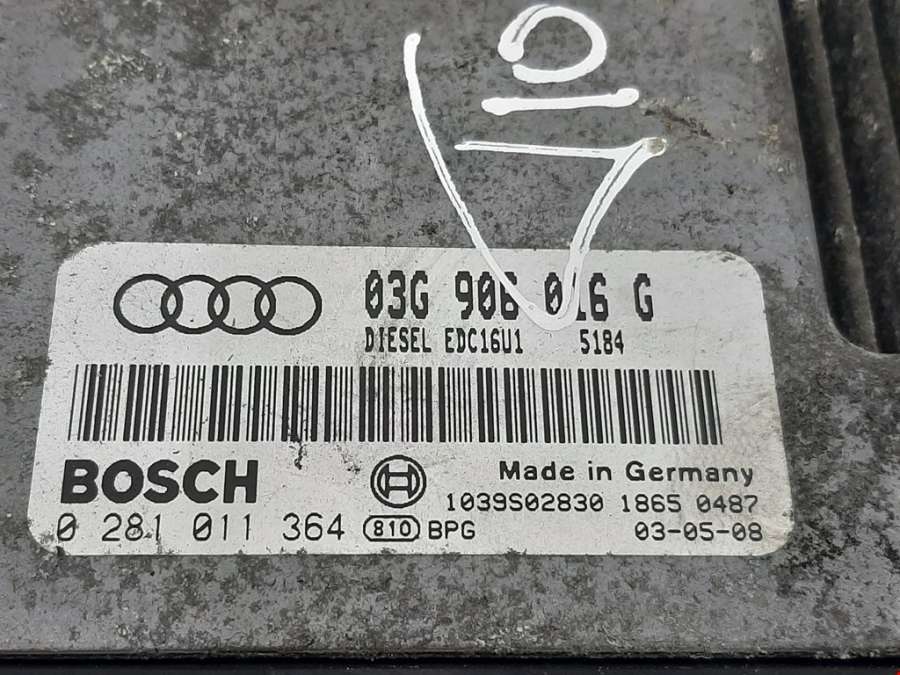 03G 906 016 G
DIESEL EDC16U1 5184
BOSCH
Made in Germany
1039S02830 1865 0487
0 281 011 364 810 BPG
03-05-08